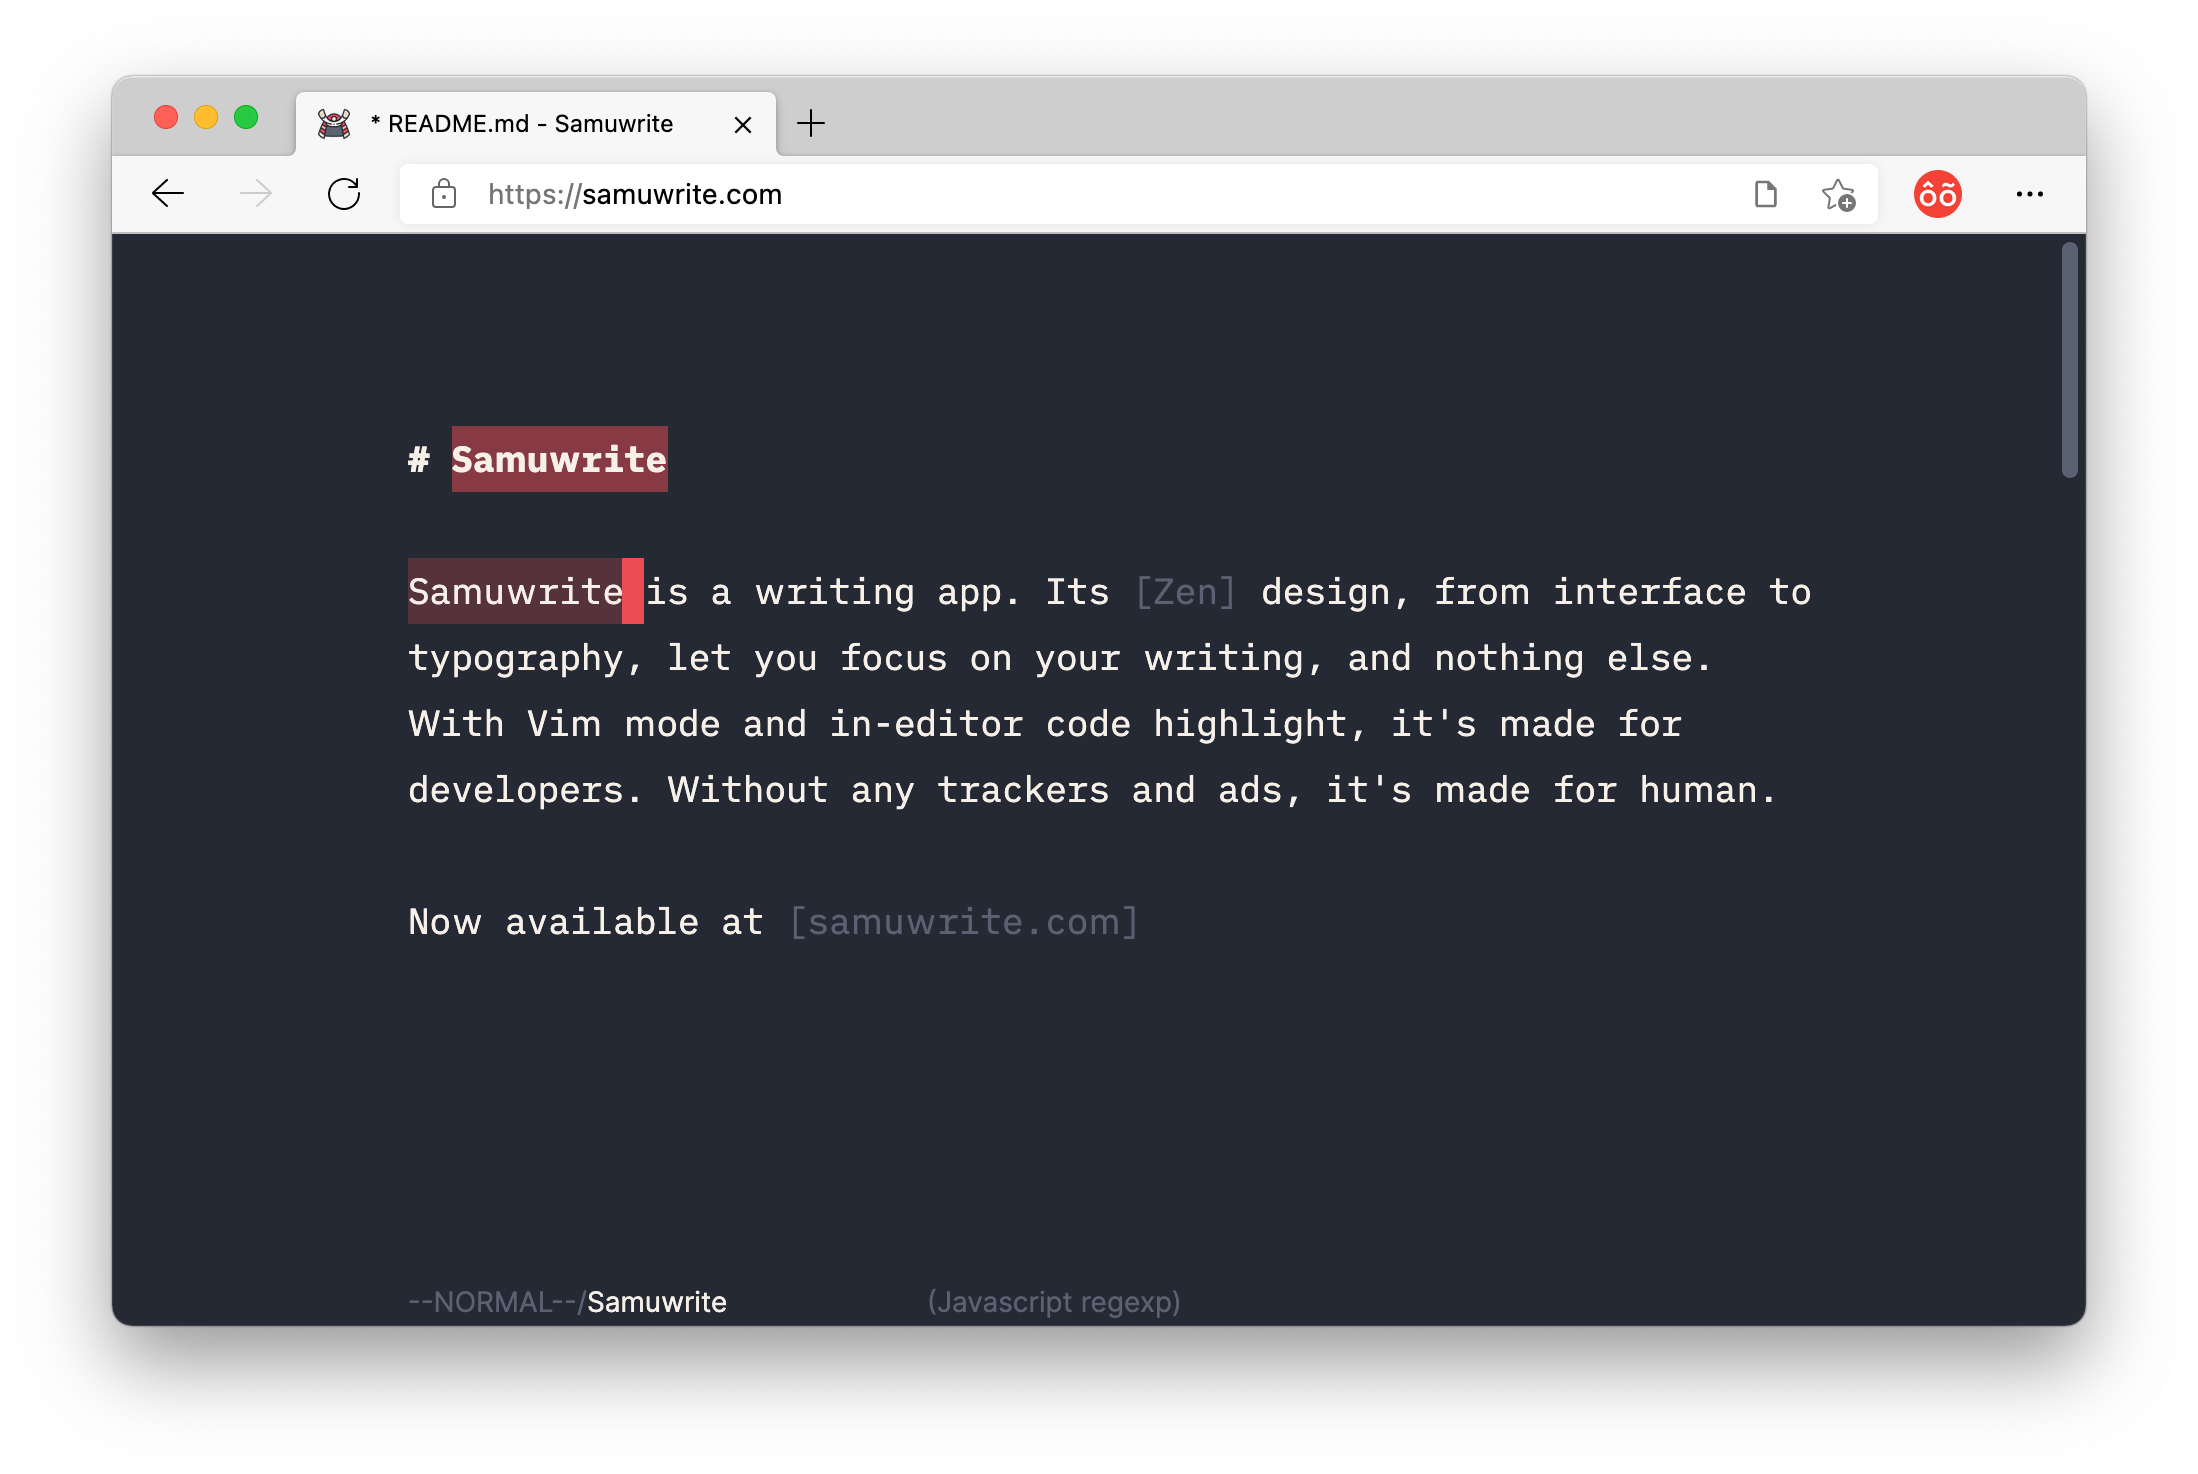 * README.md - Samuwrite
https://samuwrite.com
ôõ
# Samuwrite
Samuwrite is a writing app. Its [Zen] design, from interface to
typography, let you focus on your writing, and nothing else.
With Vim mode and in-editor code highlight, it's made for
developers. Without any trackers and ads, it's made for human.
Now available at [samuwrite.com]
--NORMAL--/Samuwrite (Javascript regexp)